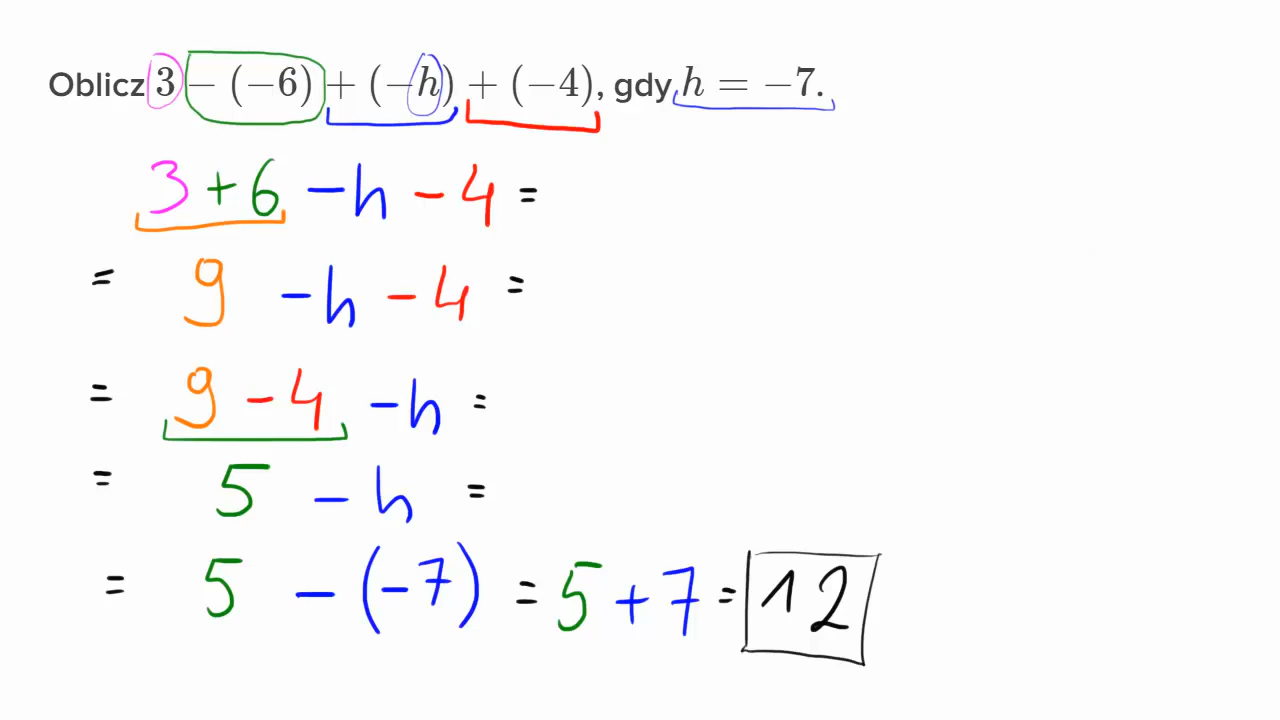 Oblicz 3 − (−6) + (−h) + (−4), gdy h = −7.
3 + 6 − h − 4 =
= 9 − h − 4 =
= 9 − 4 − h =
= 5 − h =
= 5 − (−7) = 5 + 7 = 12